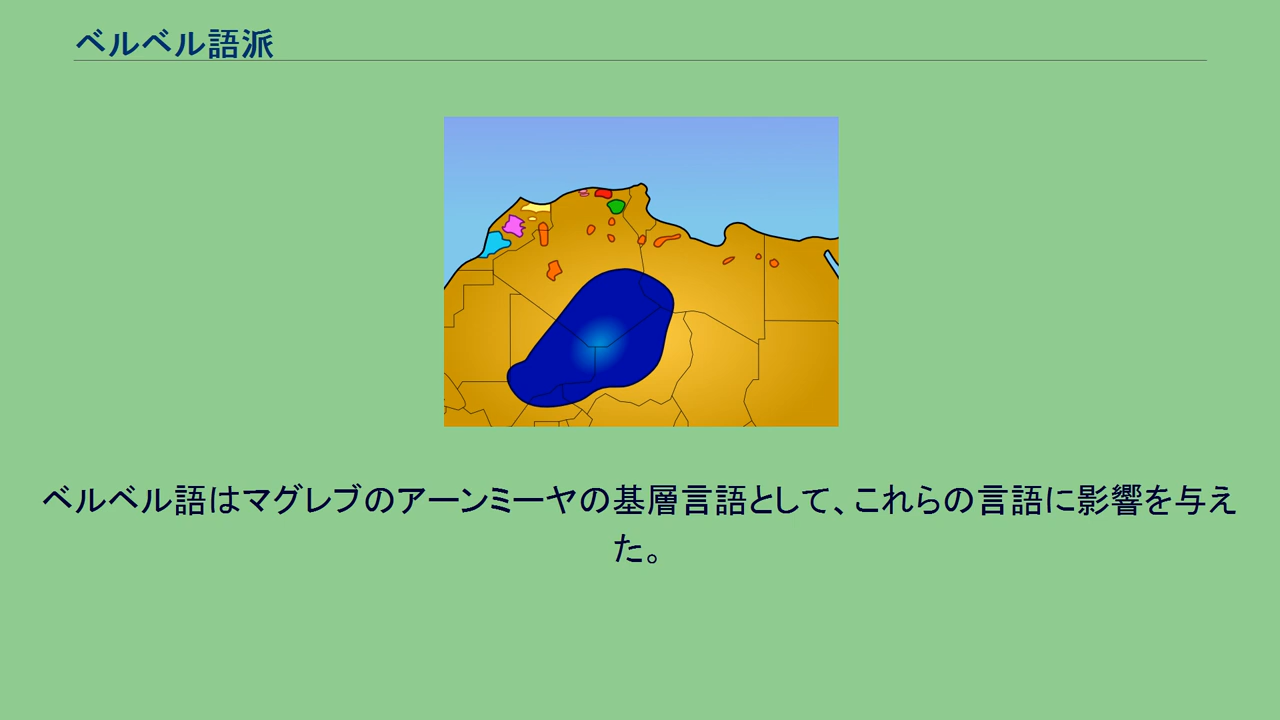 ベルベル語派
ベルベル語はマグレブのアーンミーヤの基層言語として、これらの言語に影響を与え
た。